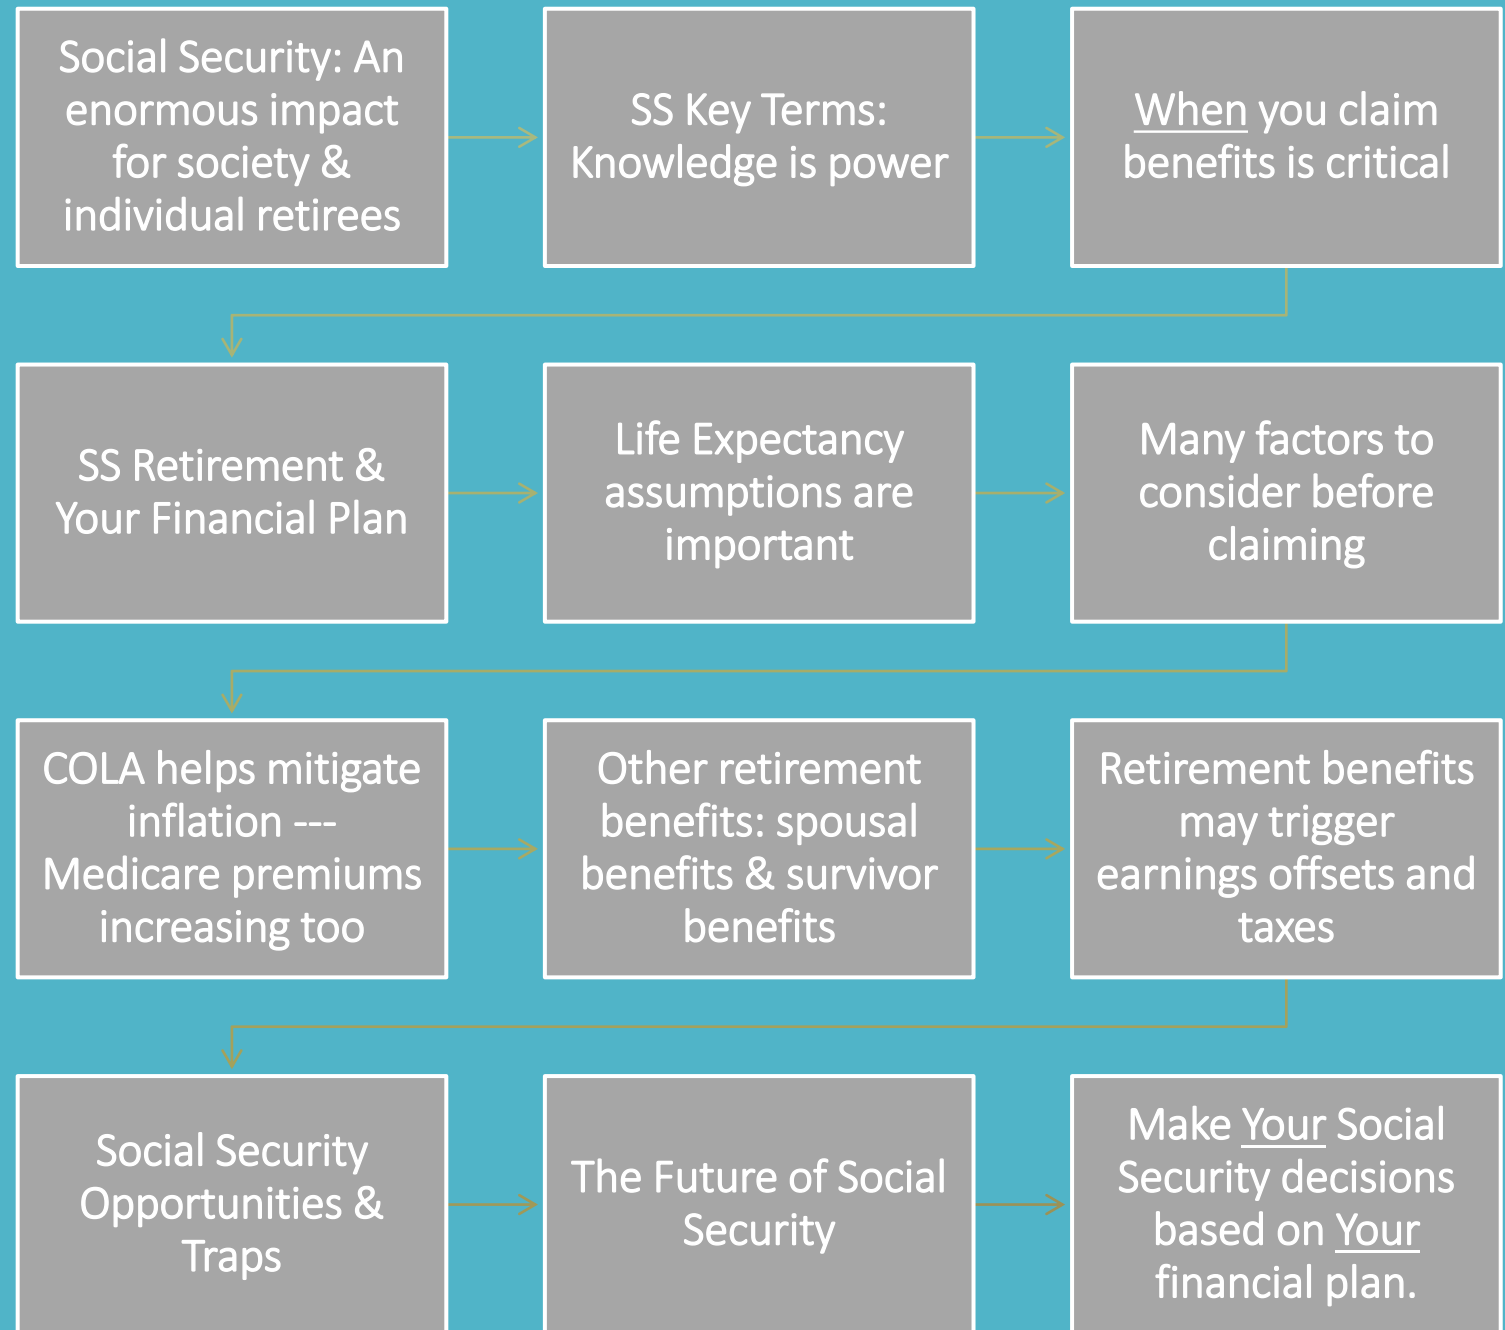 Social Security: An
enormous impact
for society &
individual retirees
SS Key Terms:
Knowledge is power
When you claim
benefits is critical
SS Retirement &
Your Financial Plan
Life Expectancy
assumptions are
important
Many factors to
consider before
claiming
COLA helps mitigate
inflation ---
Medicare premiums
increasing too
Other retirement
benefits: spousal
benefits & survivor
benefits
Retirement benefits
may trigger
earnings offsets and
taxes
Social Security
Opportunities &
Traps
The Future of Social
Security
Make Your Social
Security decisions
based on Your
financial plan.